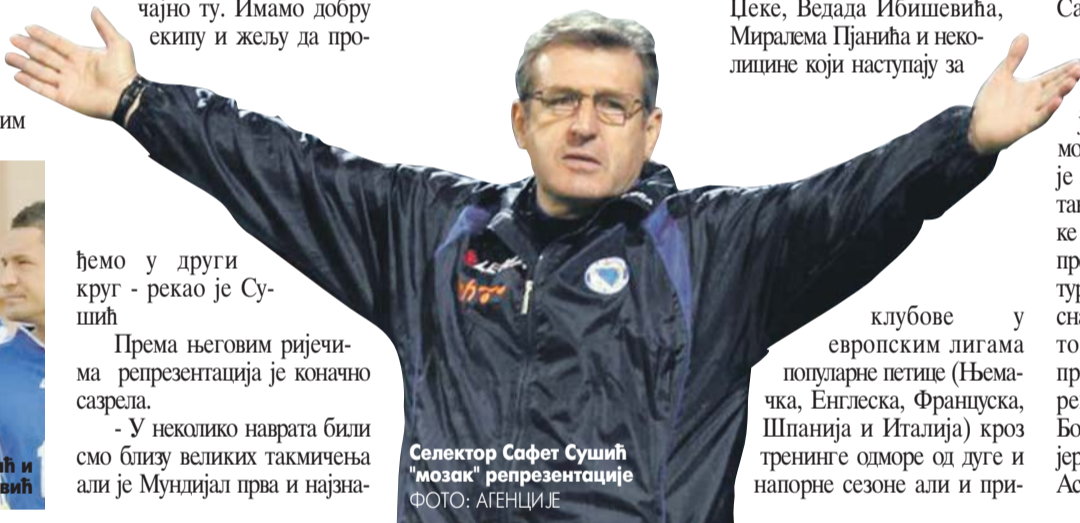 чајно ту. Имамо добру
екипу и жељу да про-
ђемо у други
круг - рекао је Су-
шић
Према његовим ријечи-
ма репрезентација је коначно
сазрела.
- У неколико наврата били
смо близу великих такмичења
али је Мундијал прва и најзна-
Селектор Сафет Сушић
"мозак" репрезентације
ФОТО: АГЕНЦИЈЕ
Џеке, Ведада Ибишевића,
Миралема Пјанића и неко-
лицине који наступају за
клубове у
европским лигама
популарне петице (Њема-
чка, Енглеска, Француска,
Шпанија и Италија) кроз
тренинге одморе од дуге и
напорне сезоне али и при-